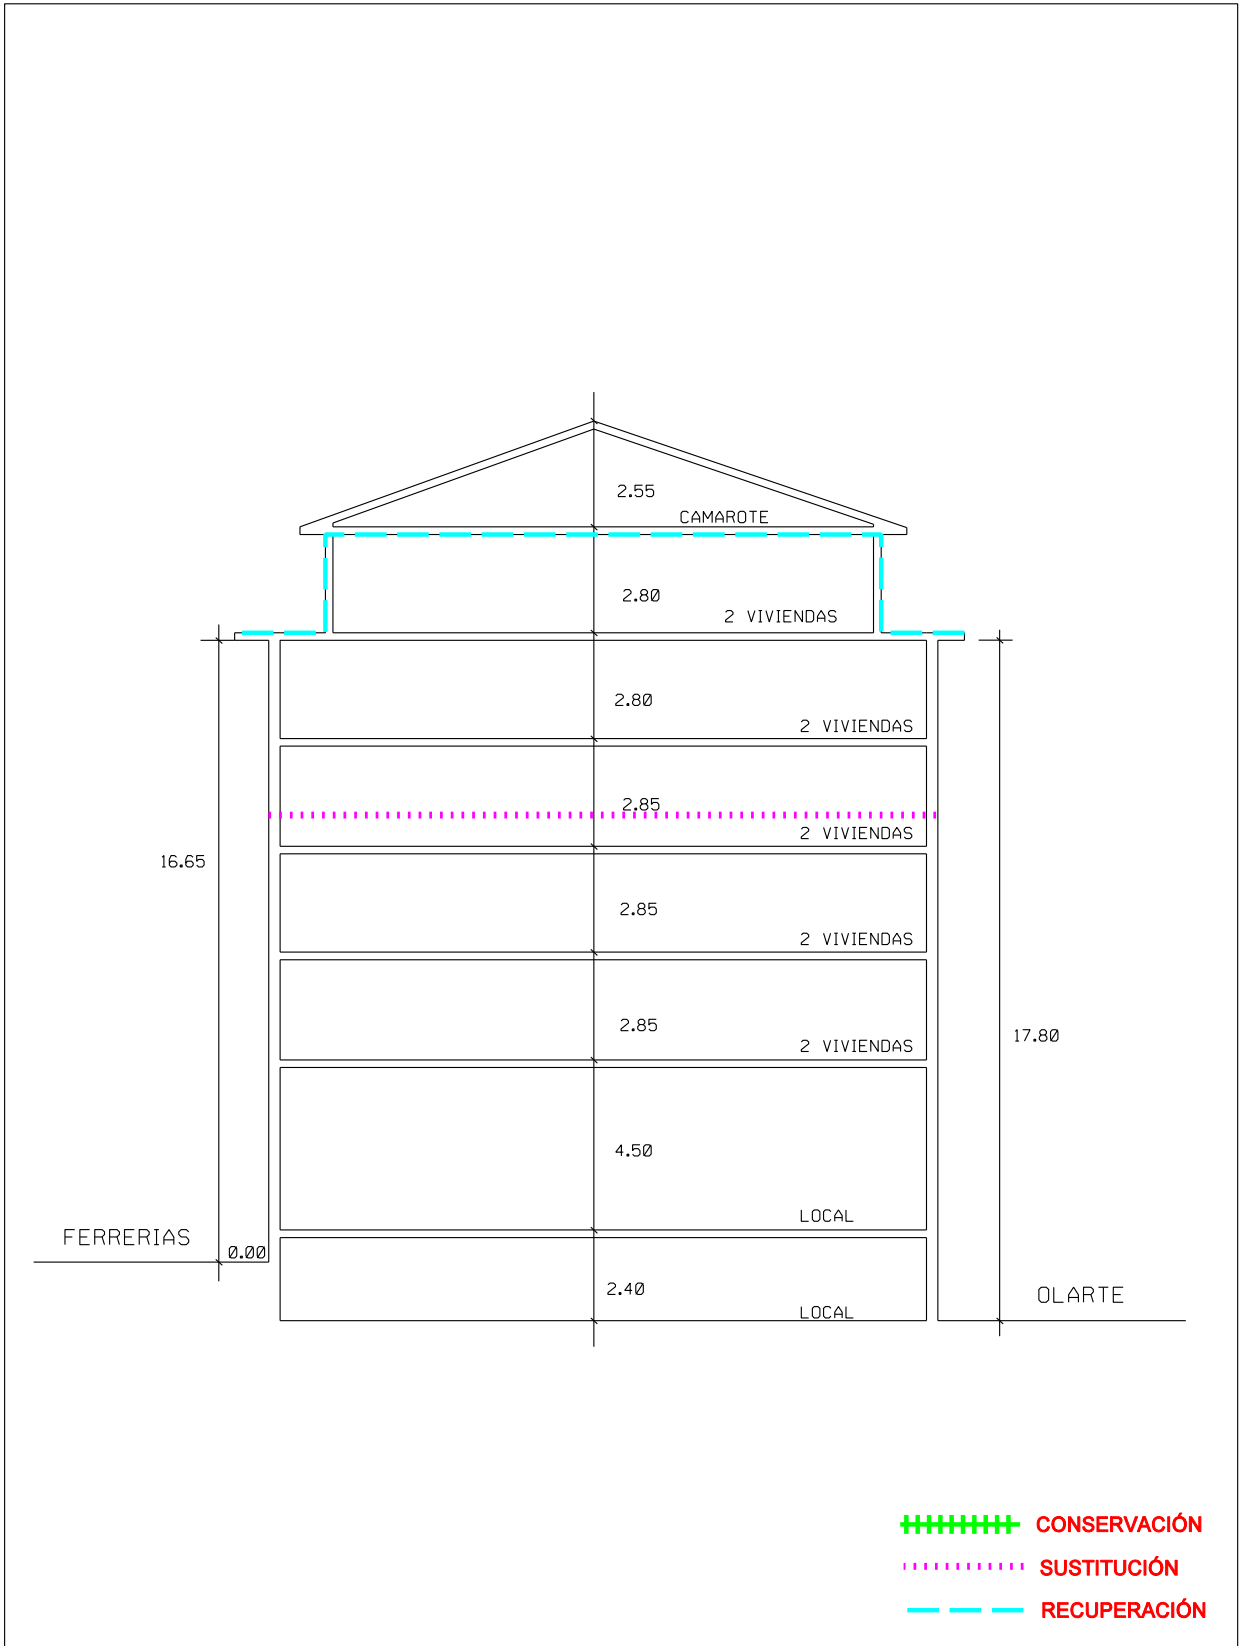 2.55
CAMAROTE
2.80
2 VIVIENDAS
2.80
2 VIVIENDAS
2.85
2 VIVIENDAS
16.65
2.85
2 VIVIENDAS
2.85
2 VIVIENDAS
17.80
4.50
LOCAL
FERRERIAS
0.00
2.40
LOCAL
OLARTE
CONSERVACIÓN
SUSTITUCIÓN
RECUPERACIÓN